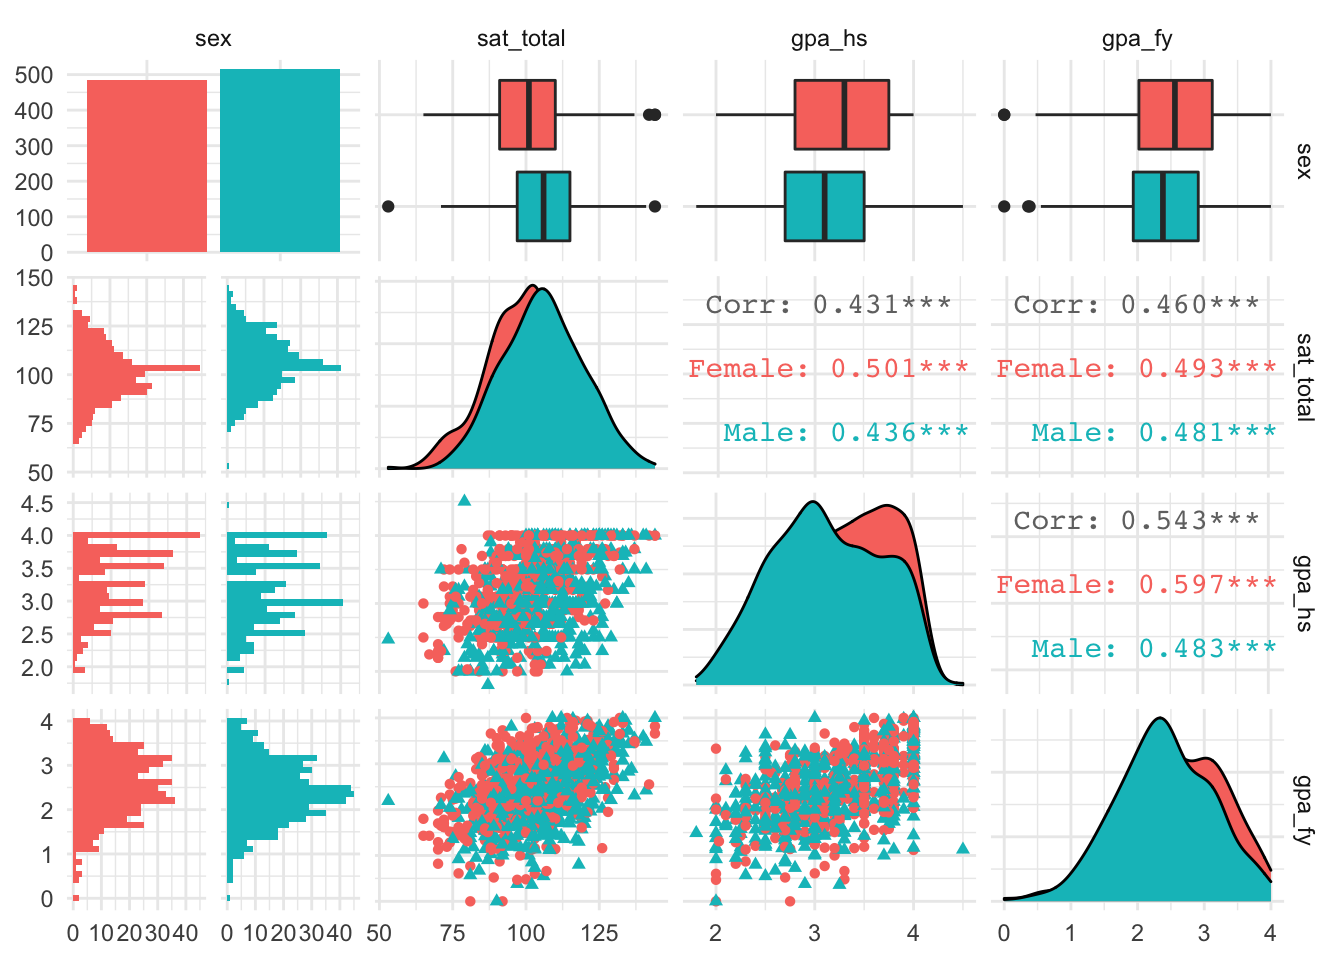 sex sat_total gpa_hs gpa_fy
500
400
300
200
100
0
sex
150
125
100
75
50
Corr: 0.431***
Female: 0.501***
Male: 0.436***
Corr: 0.460***
Female: 0.493***
Male: 0.481***
sat_total
4.5
4.0
3.5
3.0
2.5
2.0
Corr: 0.543***
Female: 0.597***
Male: 0.483***
gpa_hs
4
3
2
1
0
gpa_fy
0 10 20 30 40 0 10 20 30 40 50 75 100 125 2 3 4 0 1 2 3 4